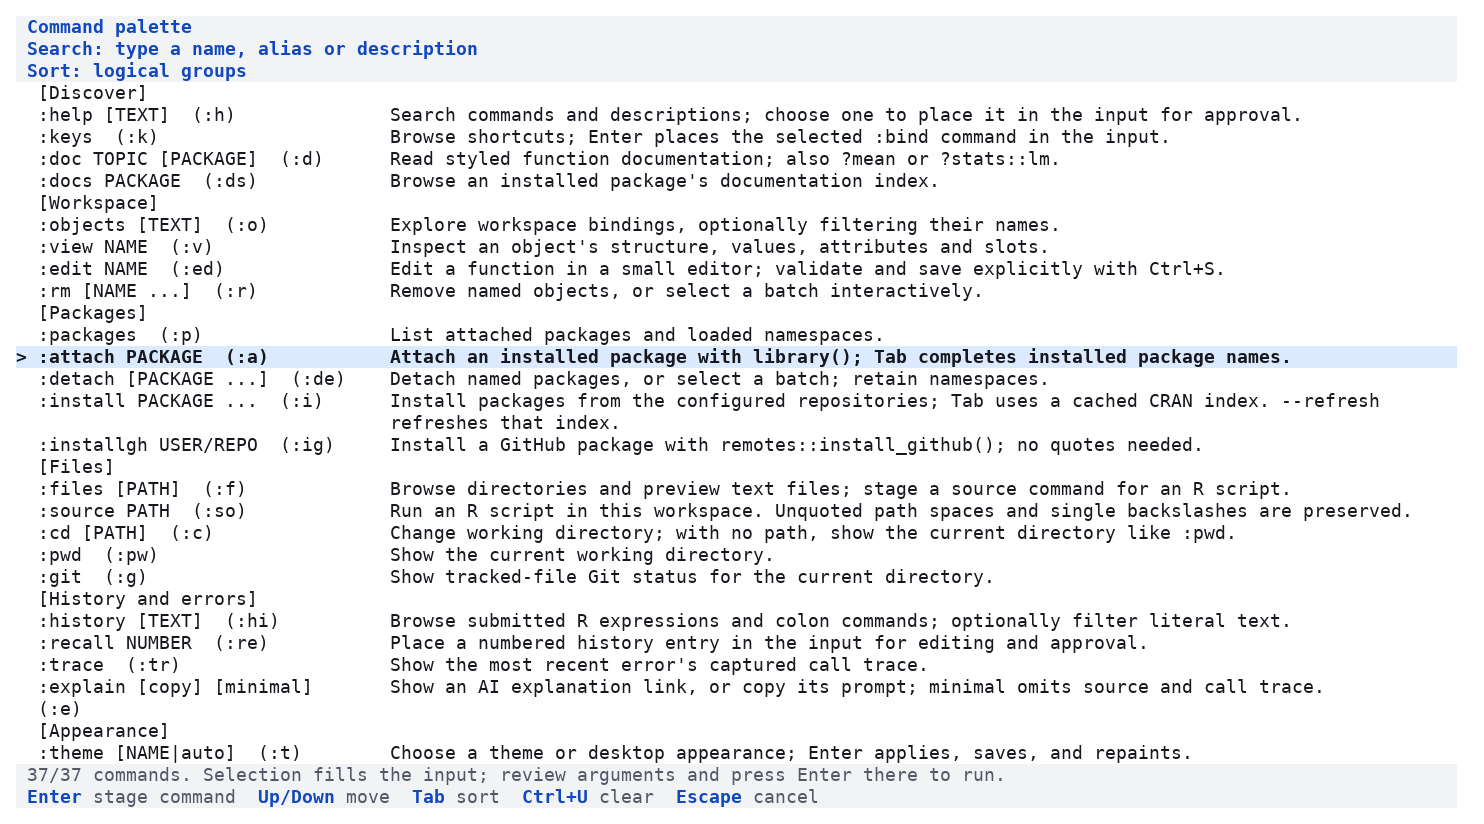 Command palette
Search: type a name, alias or description
Sort: logical groups
[Discover]
:help [TEXT]  (:h)              Search commands and descriptions; choose one to place it in the input for approval.
:keys  (:k)                     Browse shortcuts; Enter places the selected :bind command in the input.
:doc TOPIC [PACKAGE]  (:d)      Read styled function documentation; also ?mean or ?stats::lm.
:docs PACKAGE  (:ds)            Browse an installed package's documentation index.
[Workspace]
:objects [TEXT]  (:o)           Explore workspace bindings, optionally filtering their names.
:view NAME  (:v)                Inspect an object's structure, values, attributes and slots.
:edit NAME  (:ed)               Edit a function in a small editor; validate and save explicitly with Ctrl+S.
:rm [NAME ...]  (:r)            Remove named objects, or select a batch interactively.
[Packages]
:packages  (:p)                 List attached packages and loaded namespaces.
> :attach PACKAGE  (:a)           Attach an installed package with library(); Tab completes installed package names.
:detach [PACKAGE ...]  (:de)    Detach named packages, or select a batch; retain namespaces.
:install PACKAGE ...  (:i)      Install packages from the configured repositories; Tab uses a cached CRAN index. --refresh
refreshes that index.
:installgh USER/REPO  (:ig)     Install a GitHub package with remotes::install_github(); no quotes needed.
[Files]
:files [PATH]  (:f)             Browse directories and preview text files; stage a source command for an R script.
:source PATH  (:so)             Run an R script in this workspace. Unquoted path spaces and single backslashes are preserved.
:cd [PATH]  (:c)                Change working directory; with no path, show the current directory like :pwd.
:pwd  (:pw)                     Show the current working directory.
:git  (:g)                      Show tracked-file Git status for the current directory.
[History and errors]
:history [TEXT]  (:hi)          Browse submitted R expressions and colon commands; optionally filter literal text.
:recall NUMBER  (:re)           Place a numbered history entry in the input for editing and approval.
:trace  (:tr)                   Show the most recent error's captured call trace.
:explain [copy] [minimal]       Show an AI explanation link, or copy its prompt; minimal omits source and call trace.
(:e)
[Appearance]
:theme [NAME|auto]  (:t)        Choose a theme or desktop appearance; Enter applies, saves, and repaints.
37/37 commands. Selection fills the input; review arguments and press Enter there to run.
Enter stage command  Up/Down move  Tab sort  Ctrl+U clear  Escape cancel